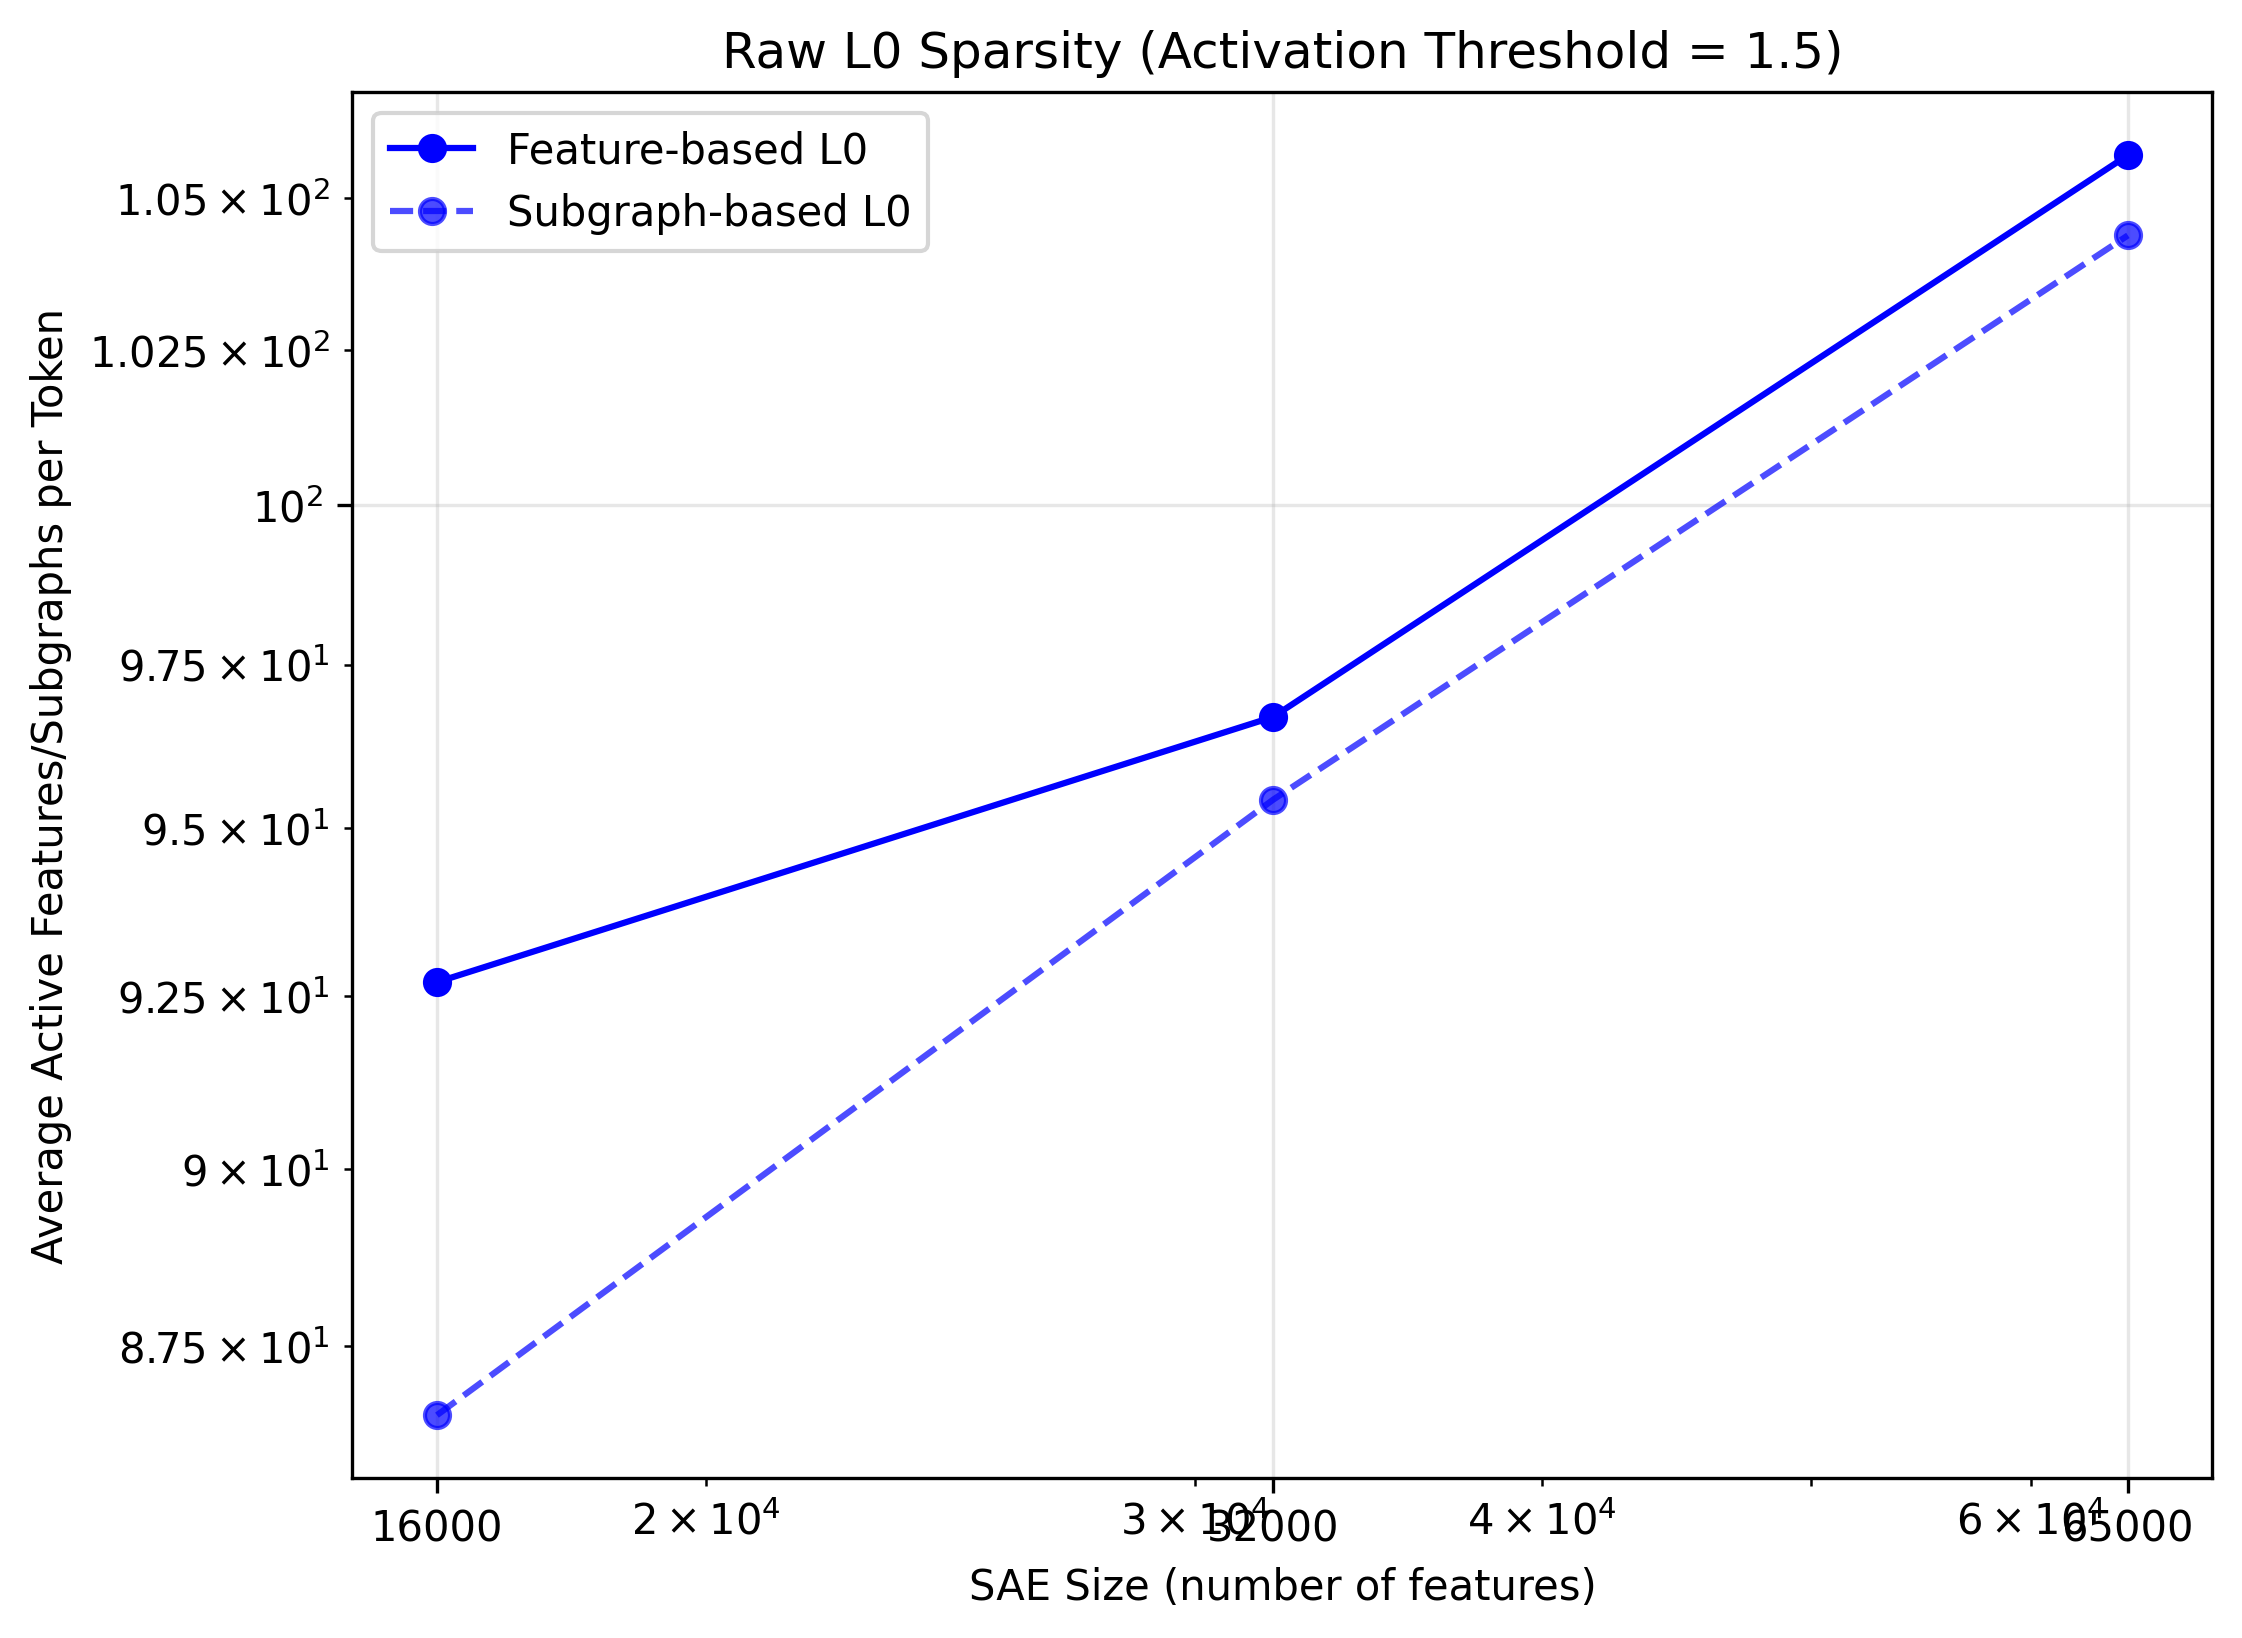 Raw L0 Sparsity (Activation Threshold = 1.5)
Feature-based L0
Subgraph-based L0
Average Active Features/Subgraphs per Token
1.05 × 10²
1.025 × 10²
10²
9.75 × 10¹
9.5 × 10¹
9.25 × 10¹
9 × 10¹
8.75 × 10¹
16000
2 × 10⁴
3 × 10⁴
32000
4 × 10⁴
6 × 10⁴
65000
SAE Size (number of features)